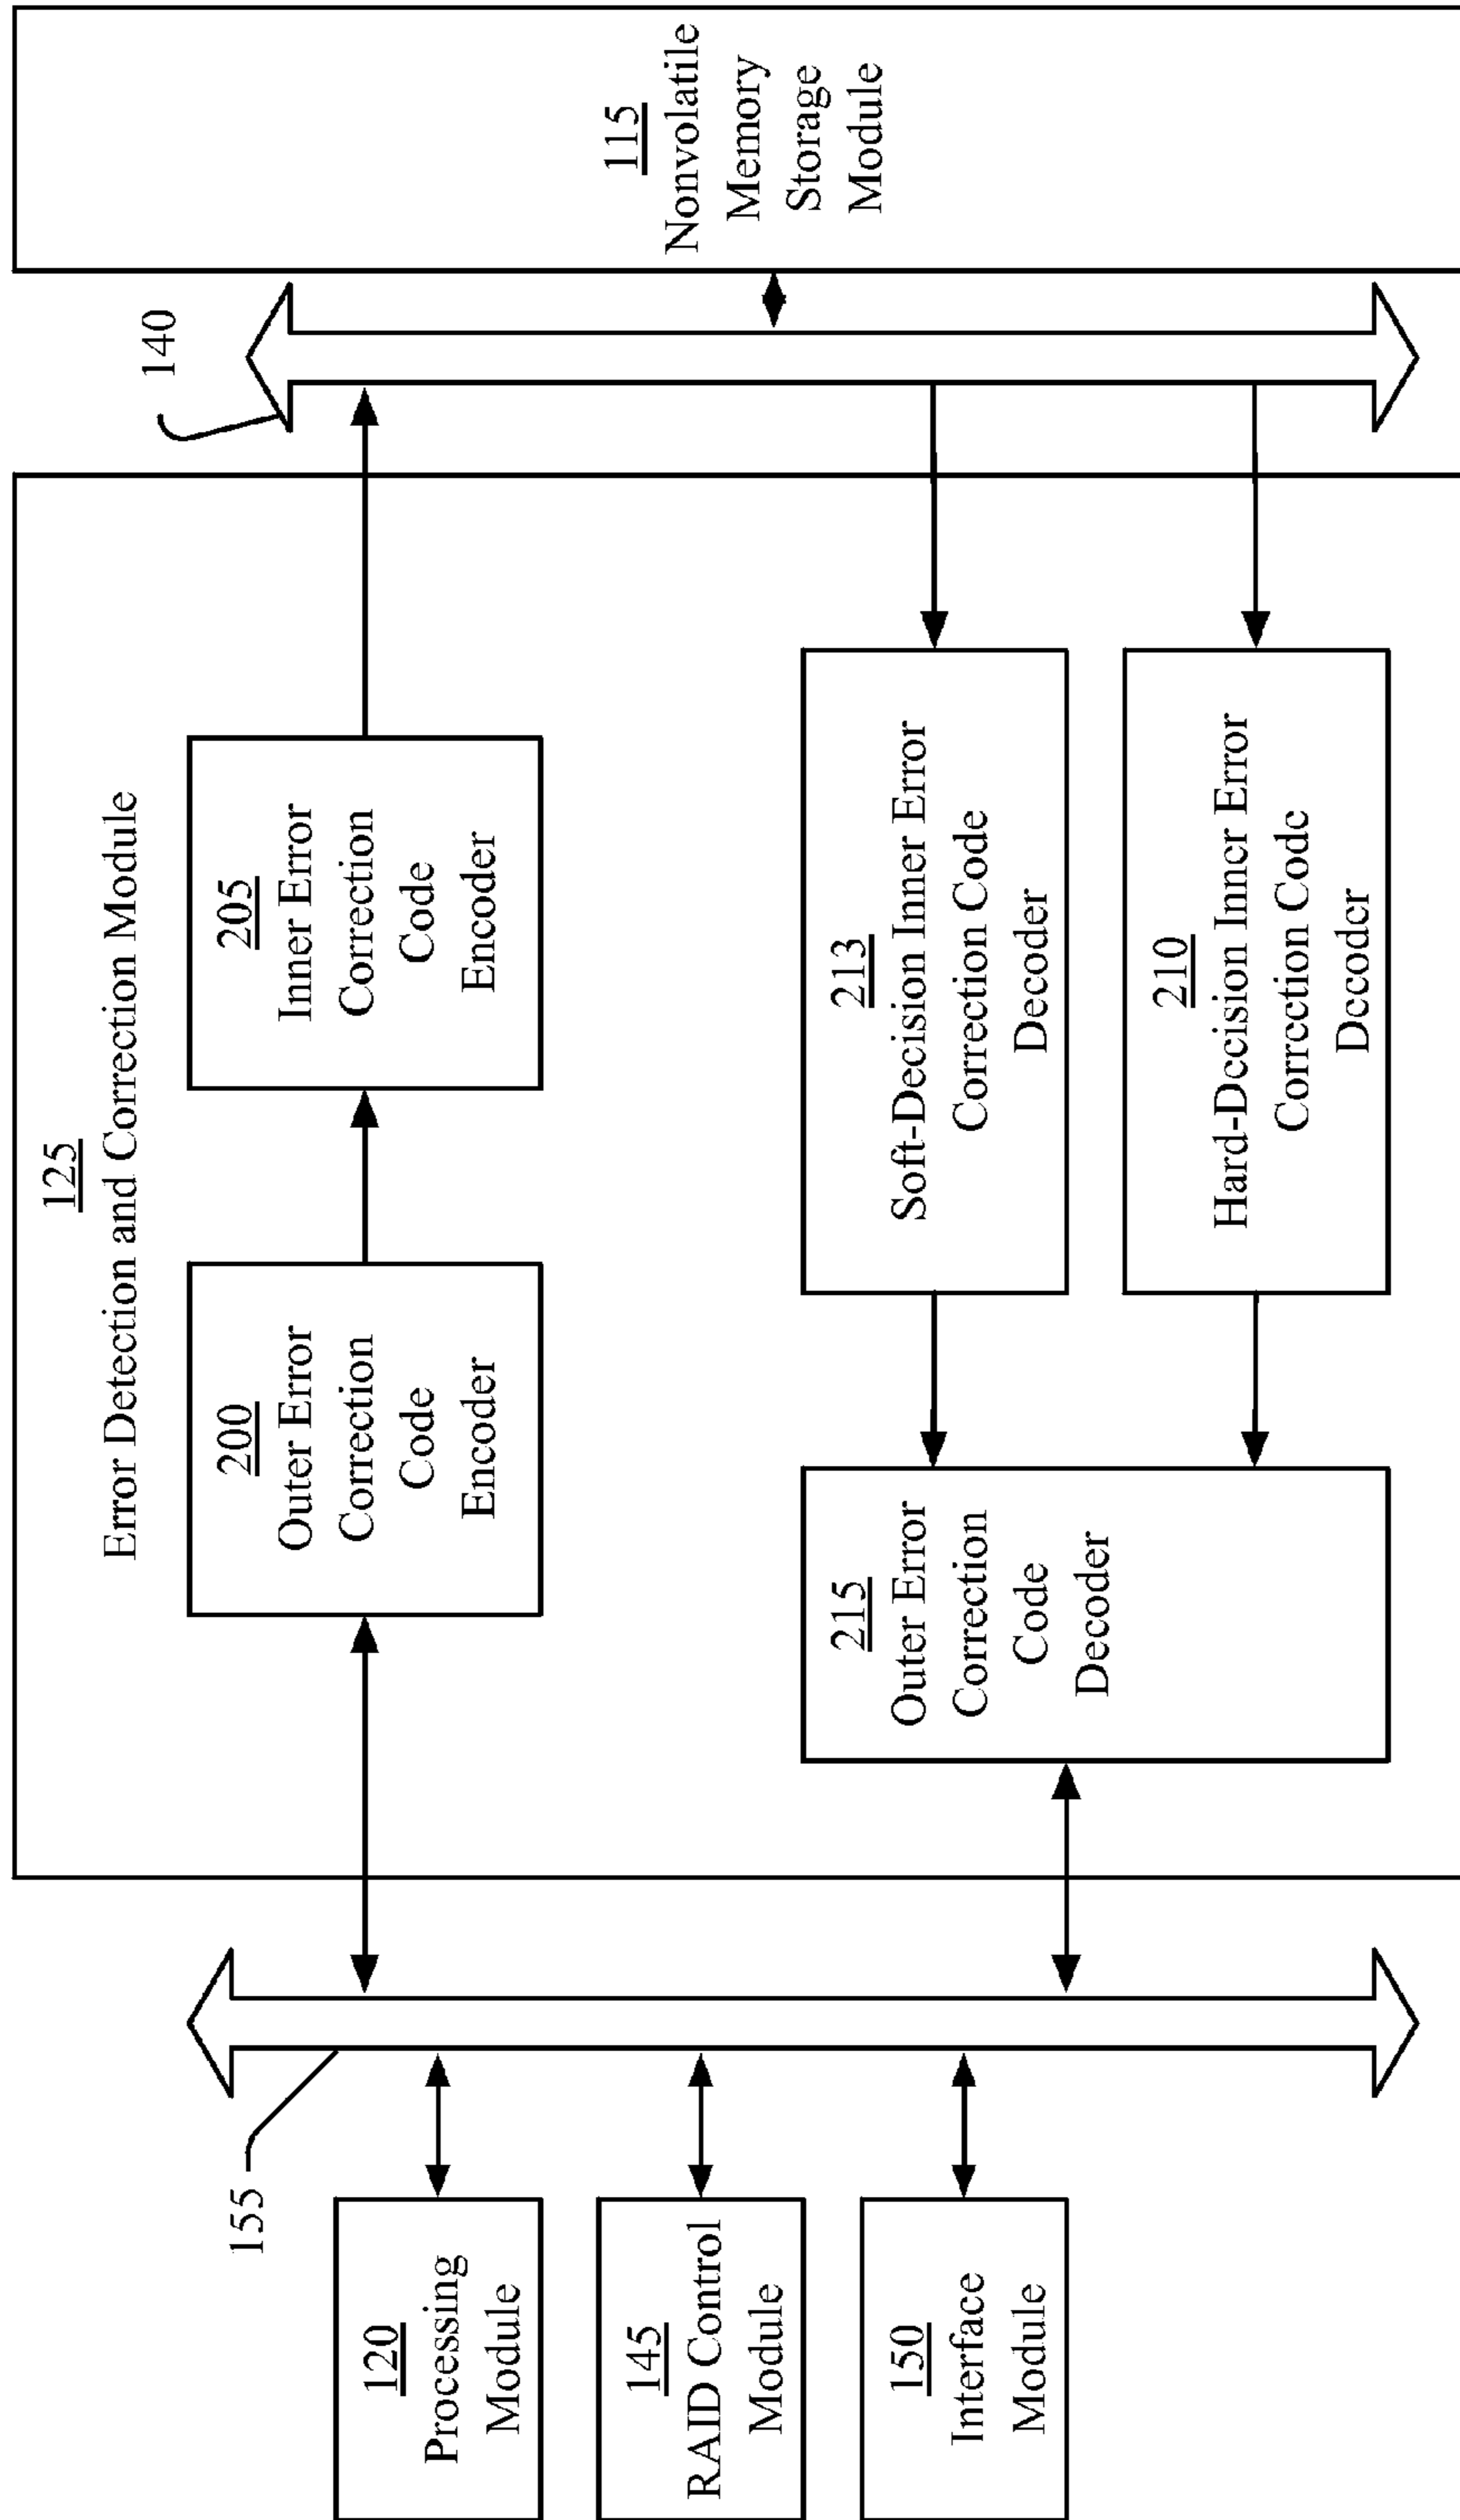 125
Error Detection and Correction Module
120
Processing
Module
145
RAID Control
Module
150
Interface
Module
155
200
Outer Error
Correction
Code
Encoder
205
Inner Error
Correction
Code
Encoder
215
Outer Error
Correction
Code
Decoder
213
Soft-Decision Inner Error
Correction Code
Decoder
210
Hard-Decision Inner Error
Correction Code
Decoder
140
115
Nonvolatile
Memory
Storage
Module